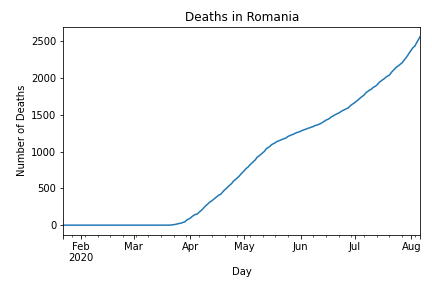 Deaths in Romania
Number of Deaths
2500
2000
1500
1000
500
0
Feb
2020
Mar
Apr
May
Jun
Jul
Aug
Day